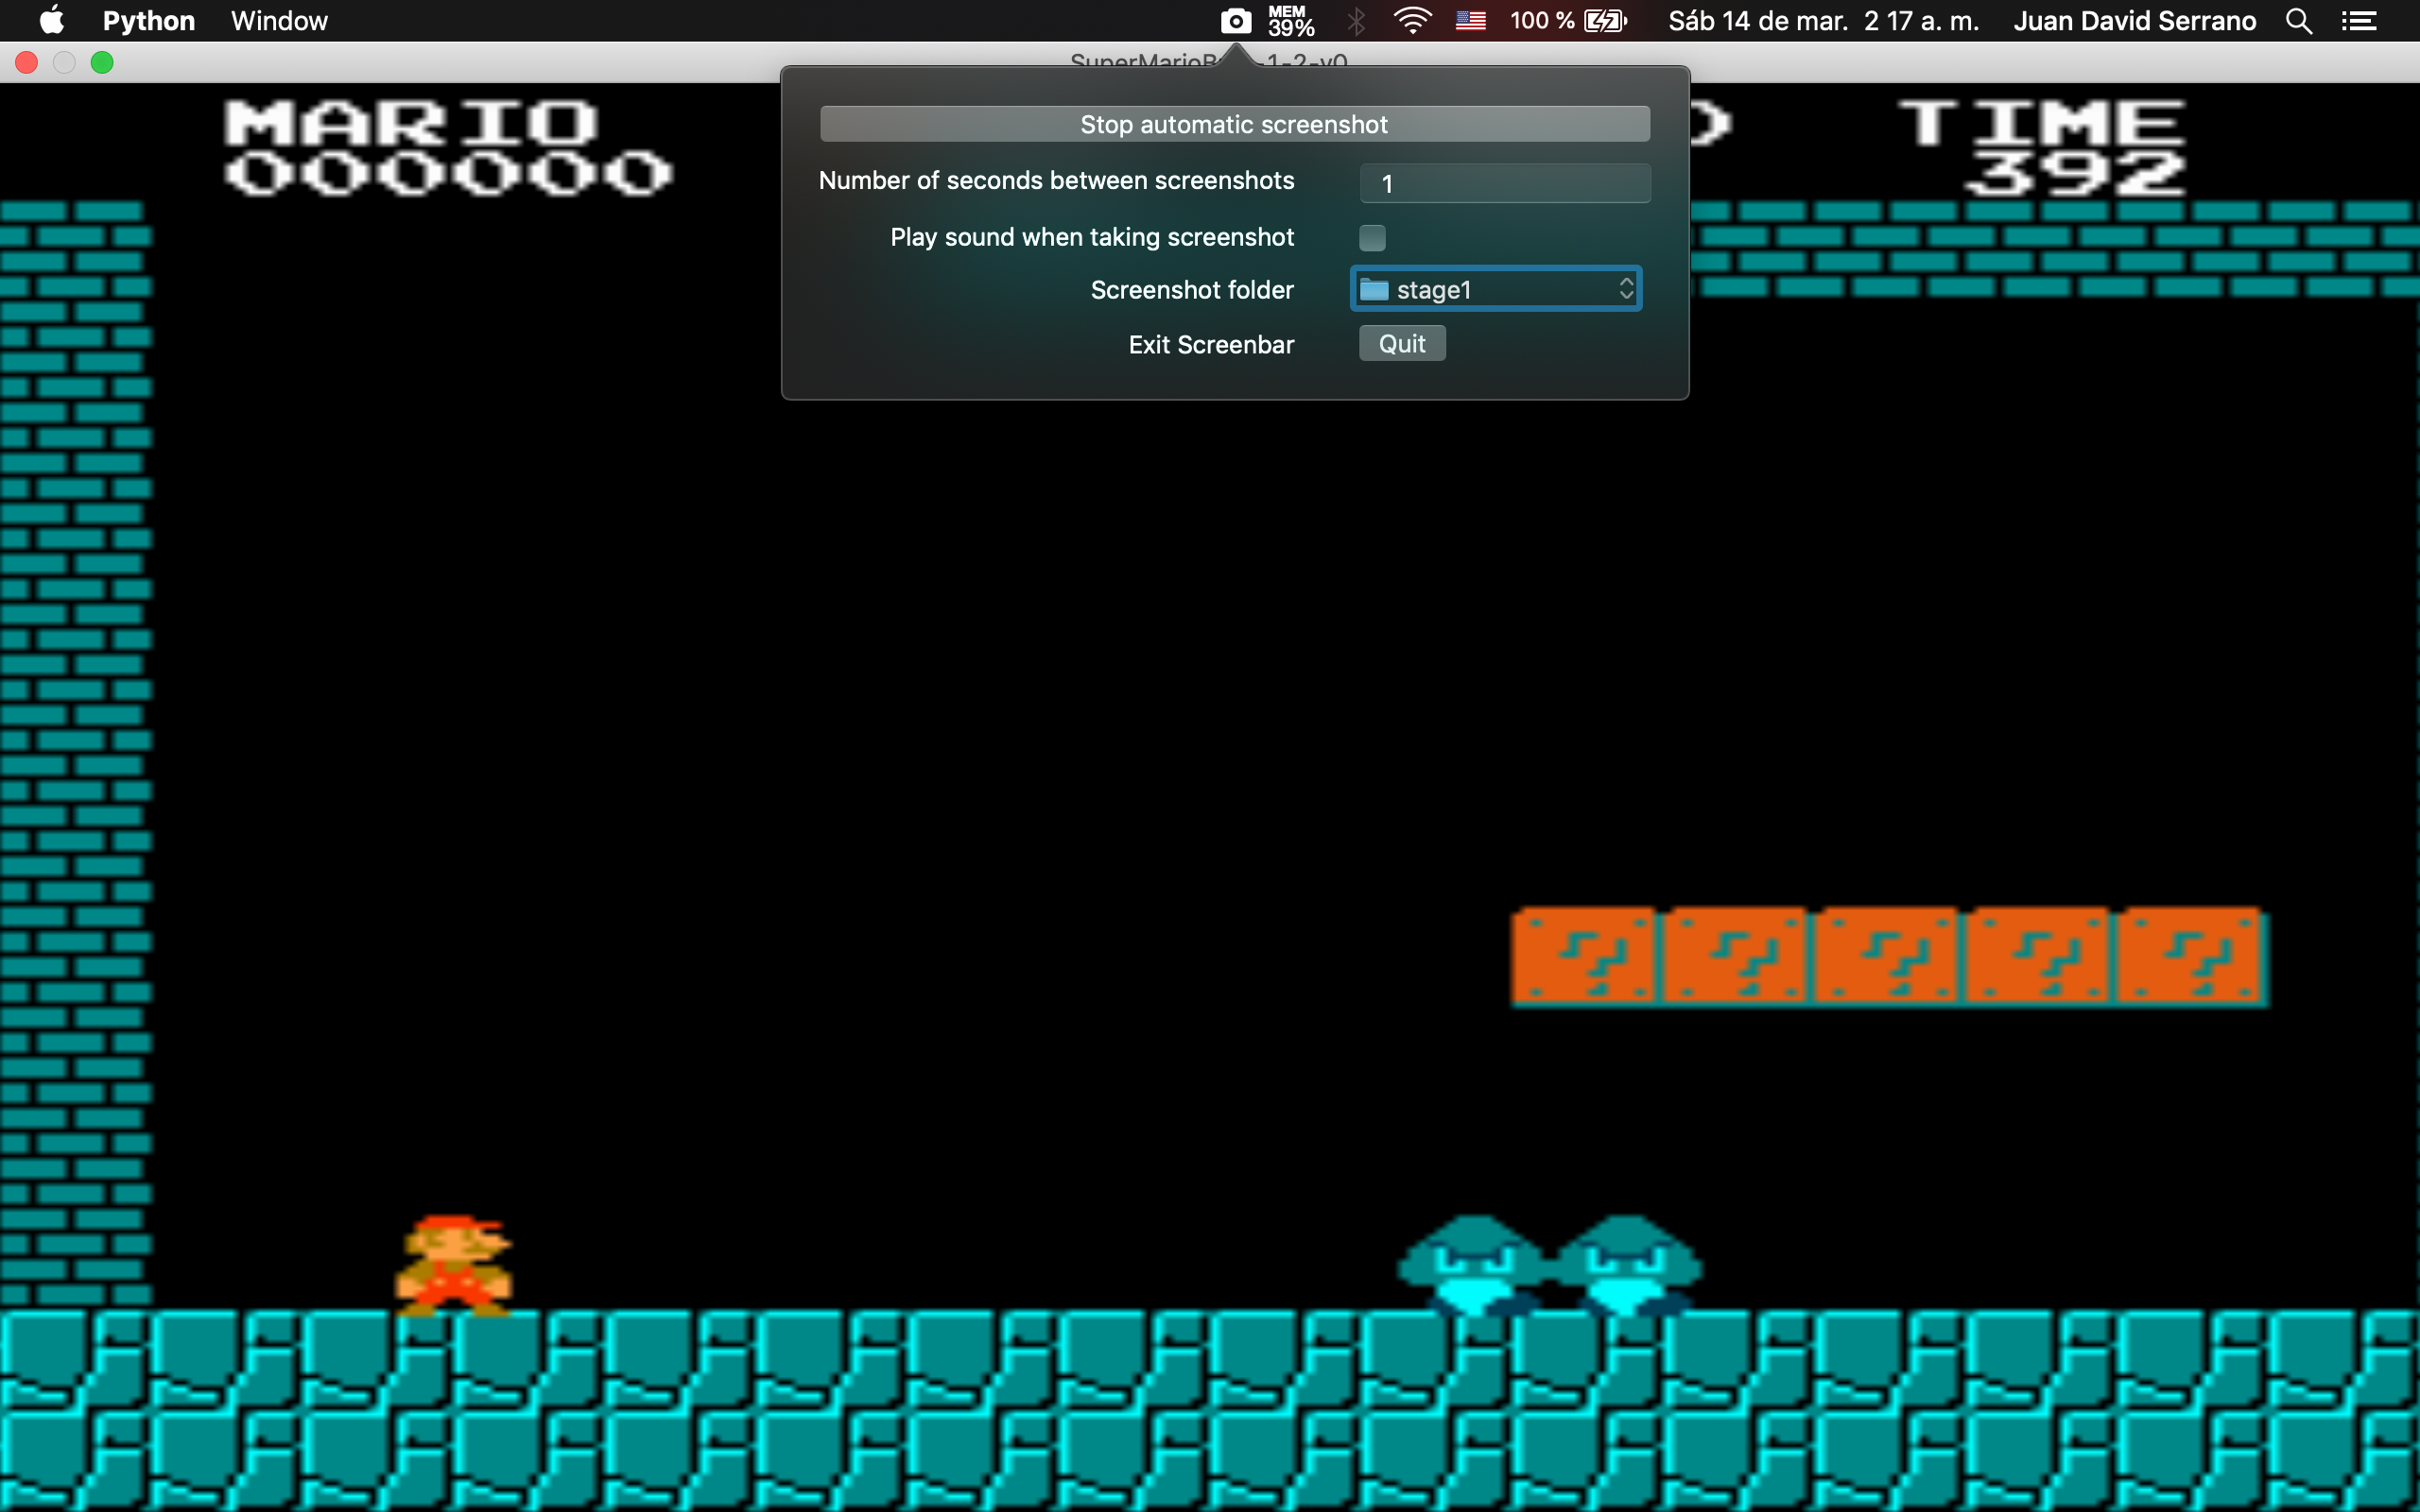 Python Window MEM 39% 100 % Sáb 14 de mar. 2 17 a. m. Juan David Serrano
MARIO
000000
TIME
392
Stop automatic screenshot
Number of seconds between screenshots 1
Play sound when taking screenshot
Screenshot folder stage1
Exit Screenbar Quit